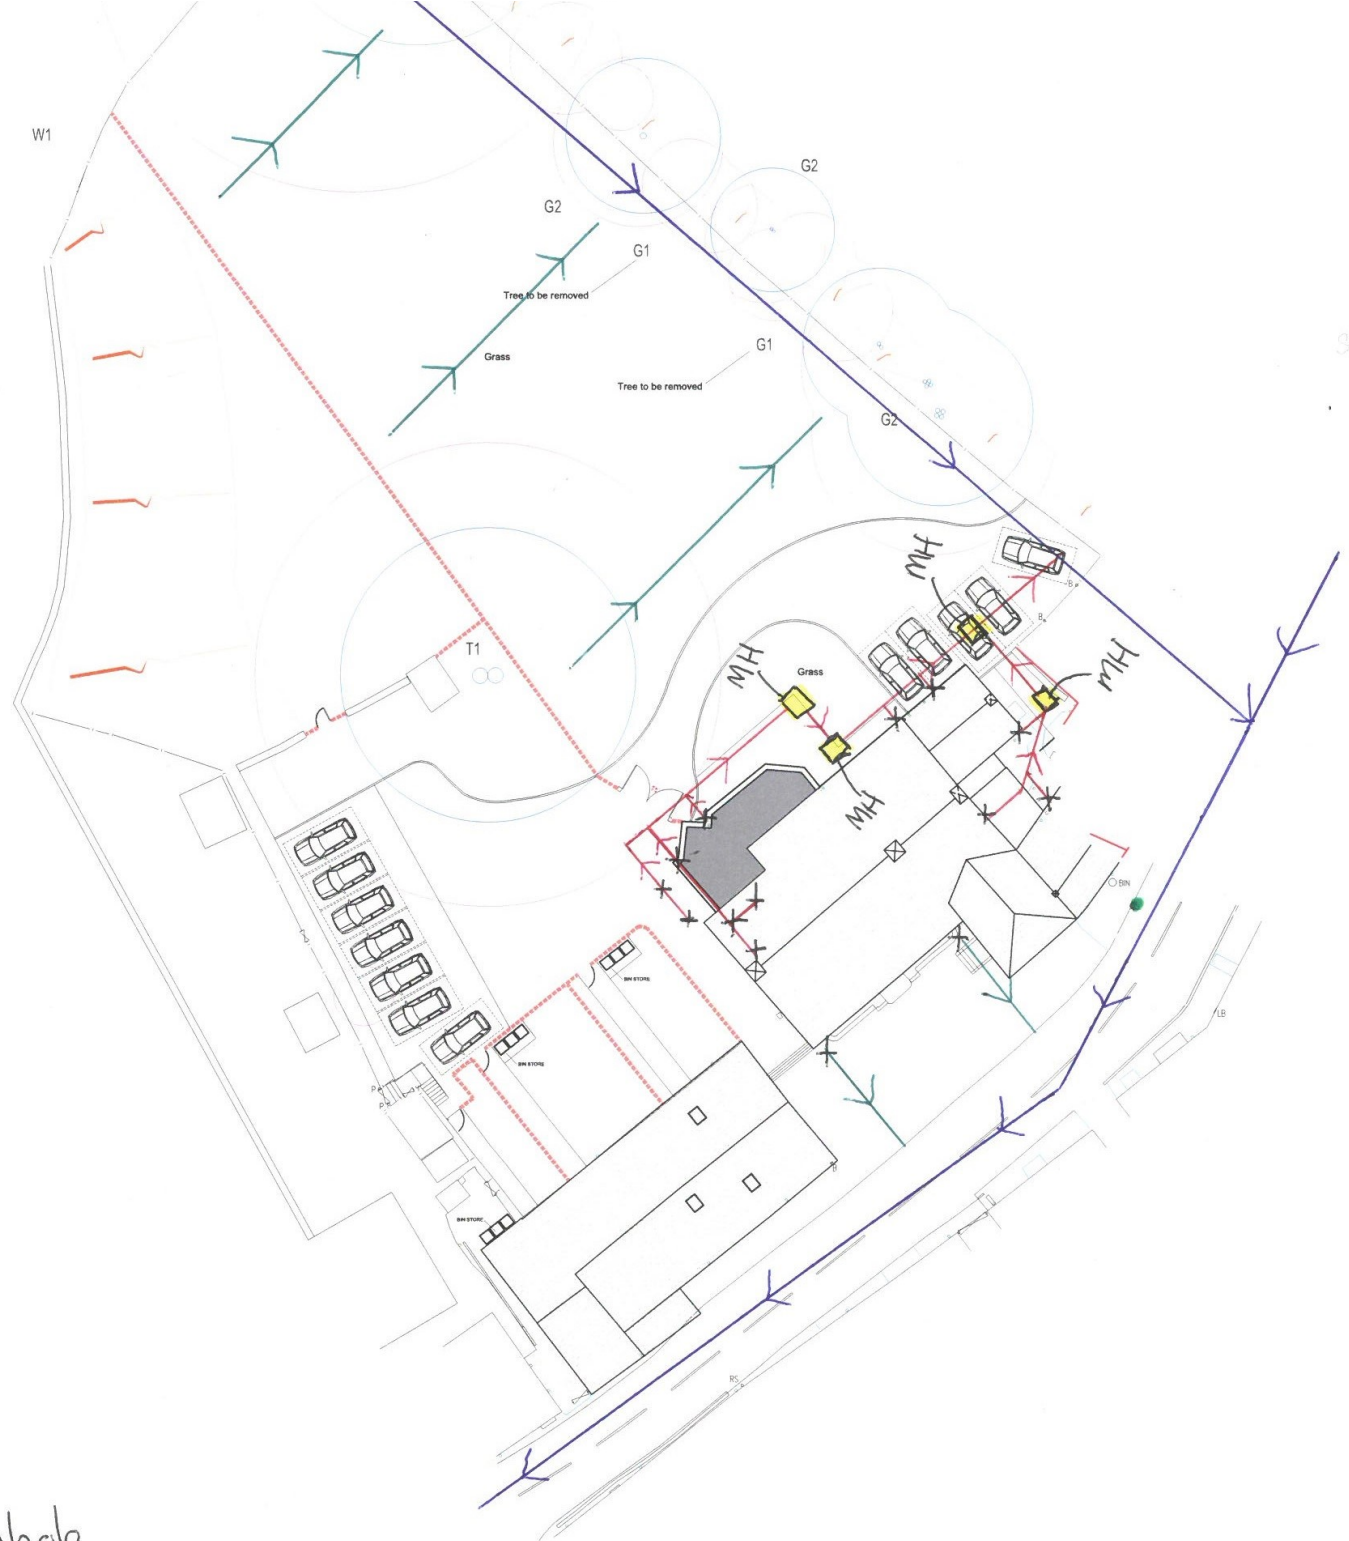 W1
G2
G2
G1
Tree to be removed
Grass
G1
Tree to be removed
G2
MH
B
B
T1
MH
Grass
MH
MH
BIN
BIN STORE
LB
BIN STORE
P
P
B
BIN STORE
RS